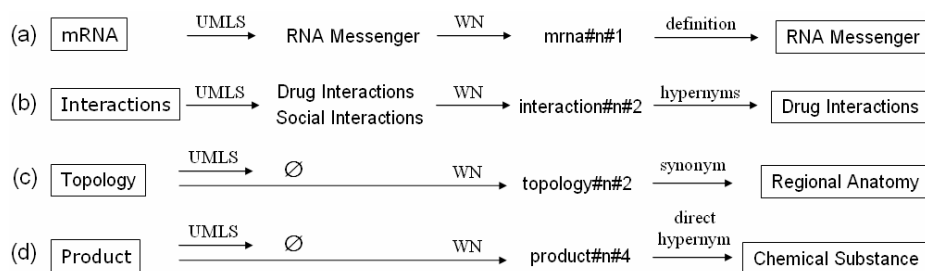 (a) mRNA UMLS RNA Messenger WN mrna#n#1 definition RNA Messenger
(b) Interactions UMLS Drug Interactions WN interaction#n#2 hypernyms Drug Interactions
Social Interactions
(c) Topology UMLS ∅ WN topology#n#2 synonym Regional Anatomy
(d) Product UMLS ∅ WN product#n#4 direct hypernym Chemical Substance